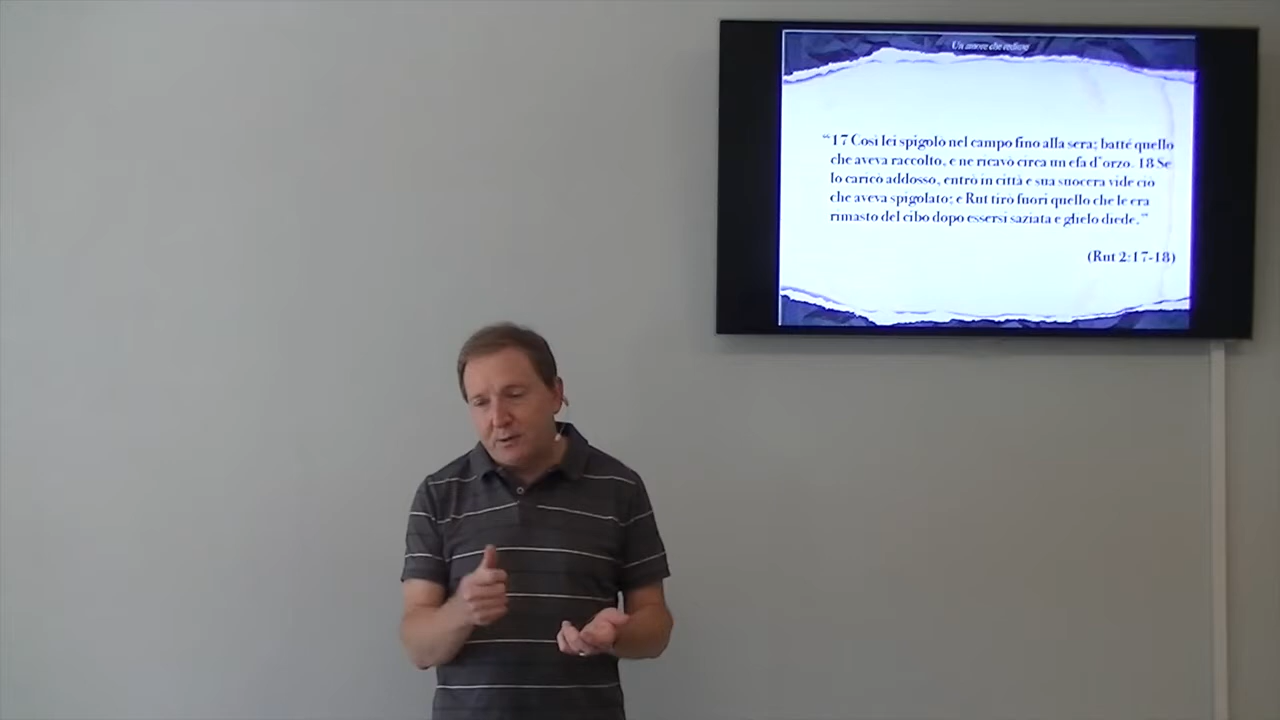 Un amore che redime
“17 Così lei spigolò nel campo fino alla sera; batté quello
che aveva raccolto, e ne ricavò circa un efa d'orzo. 18 Se
lo caricò addosso, entrò in città e sua suocera vide ciò
che aveva spigolato; e Rut tirò fuori quello che le era
rimasto del cibo dopo essersi saziata e glielo diede.”
(Rut 2:17-18)